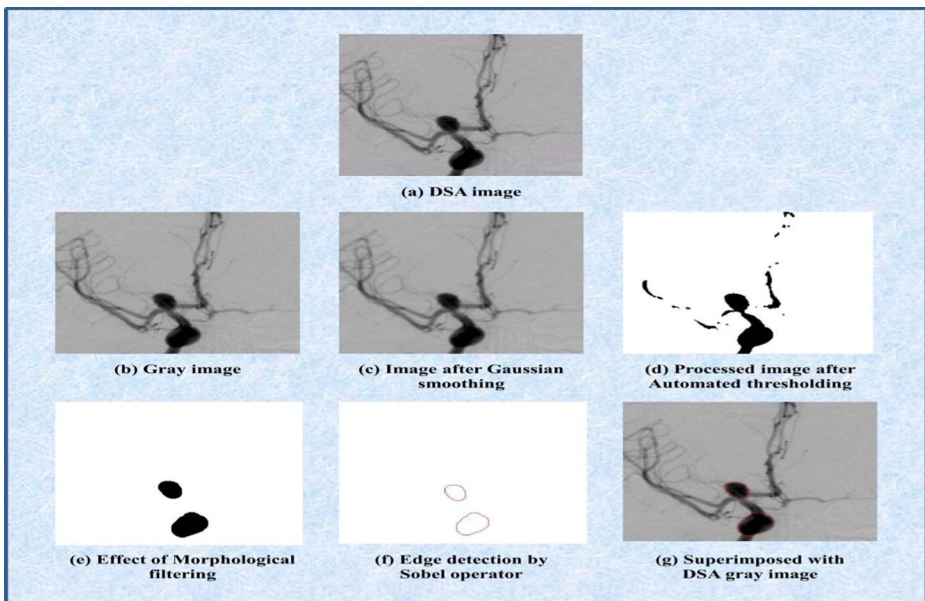 (a) DSA image
(b) Gray image
(c) Image after Gaussian
smoothing
(d) Processed image after
Automated thresholding
(e) Effect of Morphological
filtering
(f) Edge detection by
Sobel operator
(g) Superimposed with
DSA gray image